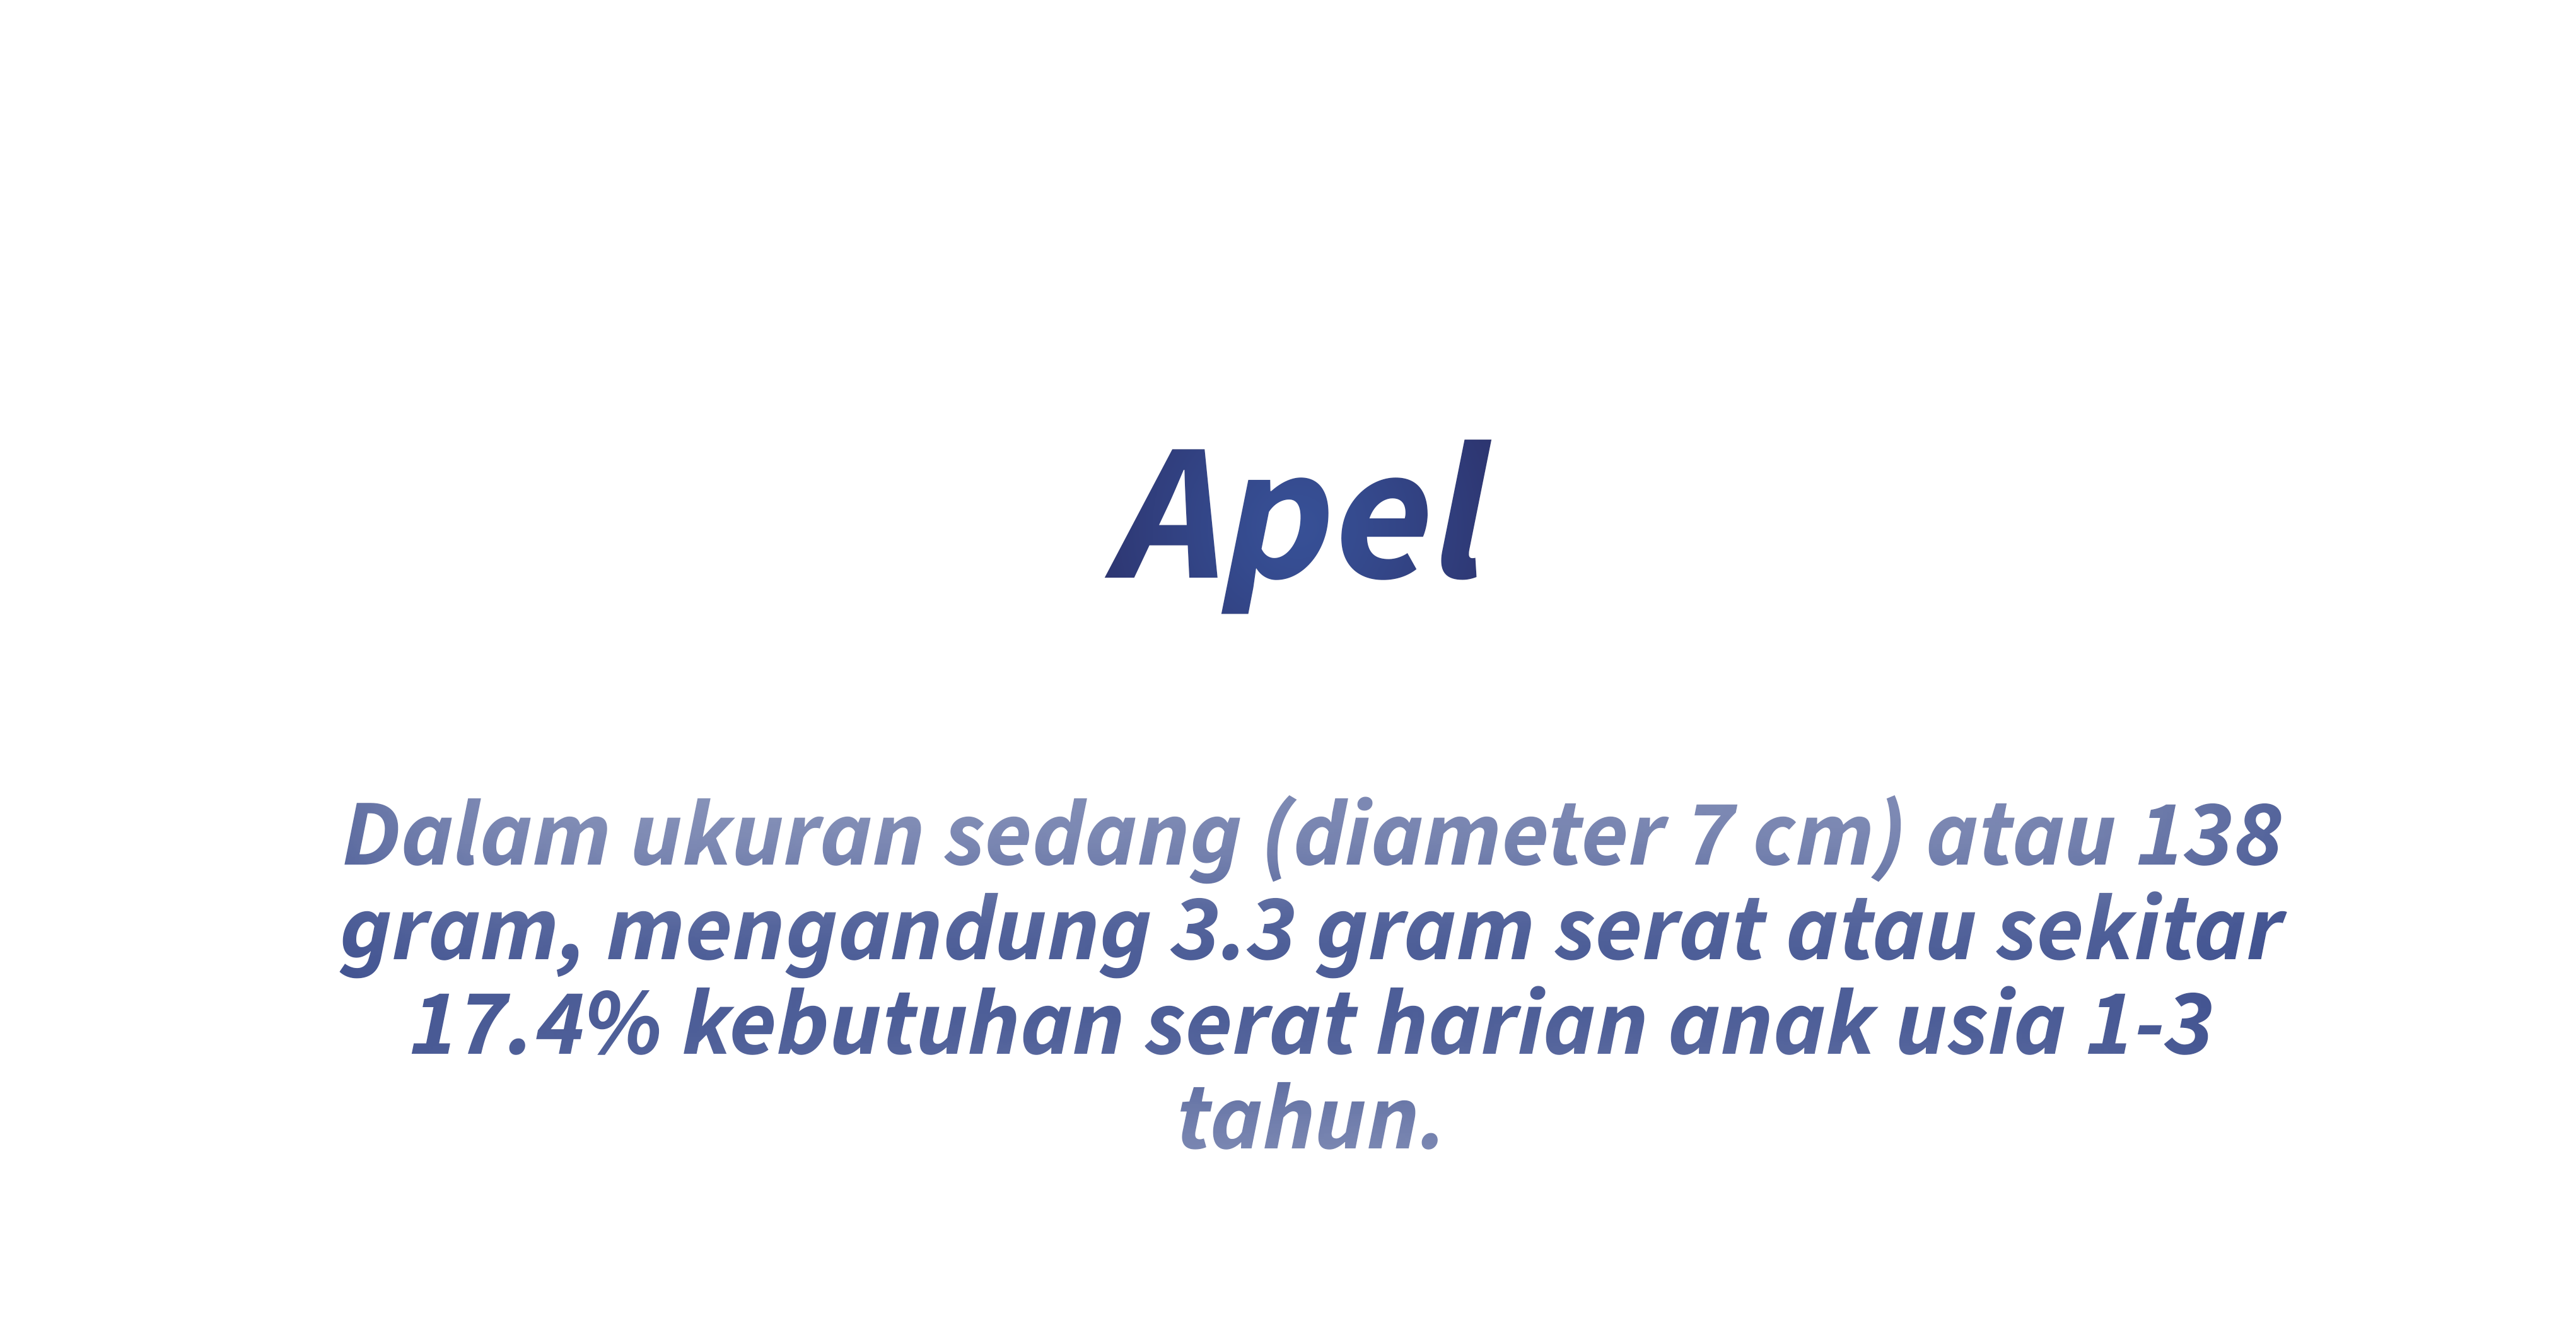 Apel
Dalam ukuran sedang (diameter 7 cm) atau 138
gram, mengandung 3.3 gram serat atau sekitar
17.4% kebutuhan serat harian anak usia 1-3
tahun.